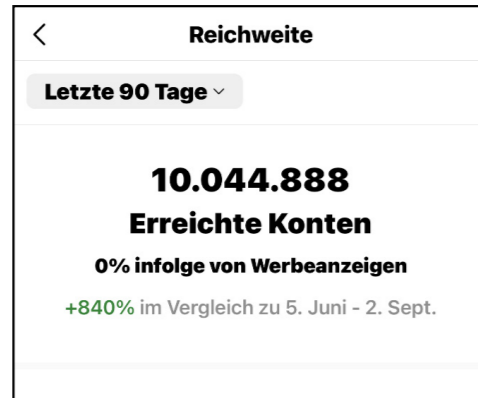 Reichweite
Letzte 90 Tage
10.044.888
Erreichte Konten
0% infolge von Werbeanzeigen
+840% im Vergleich zu 5. Juni - 2. Sept.